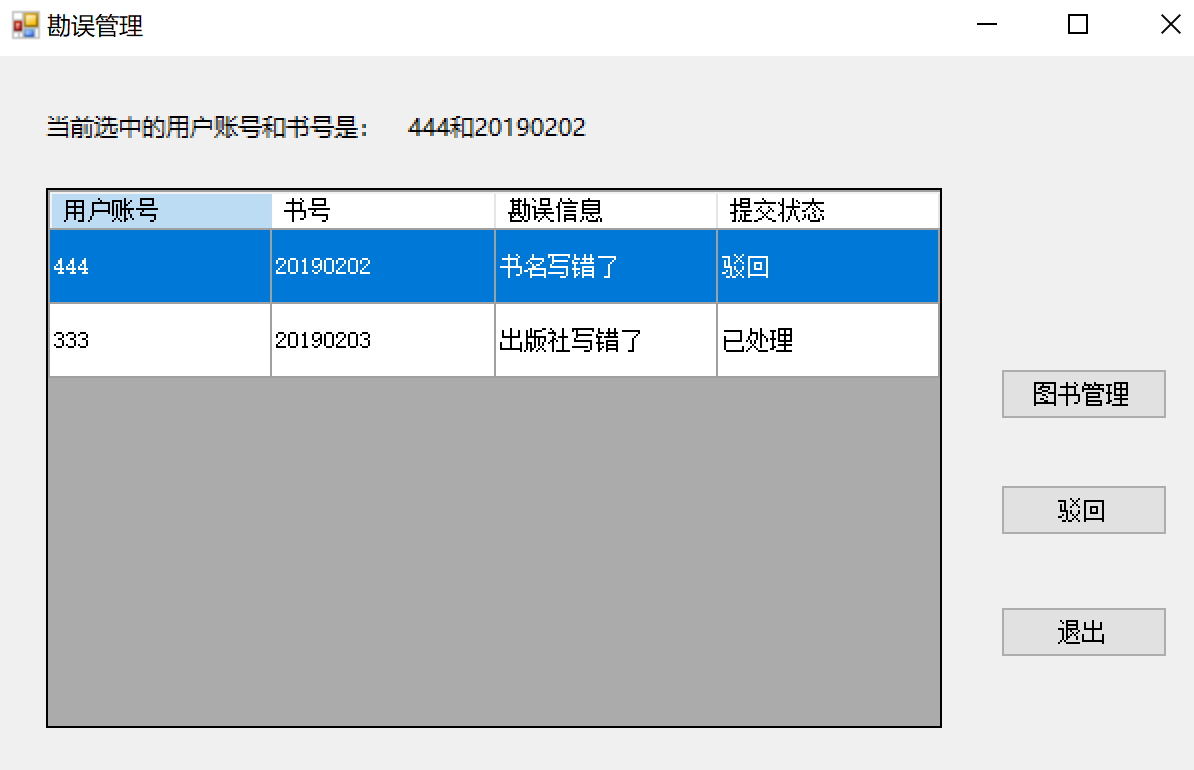 勘误管理
当前选中的用户账号和书号是： 444和20190202
用户账号 书号 勘误信息 提交状态
444 20190202 书名写错了 驳回
333 20190203 出版社写错了 已处理
图书管理
驳回
退出